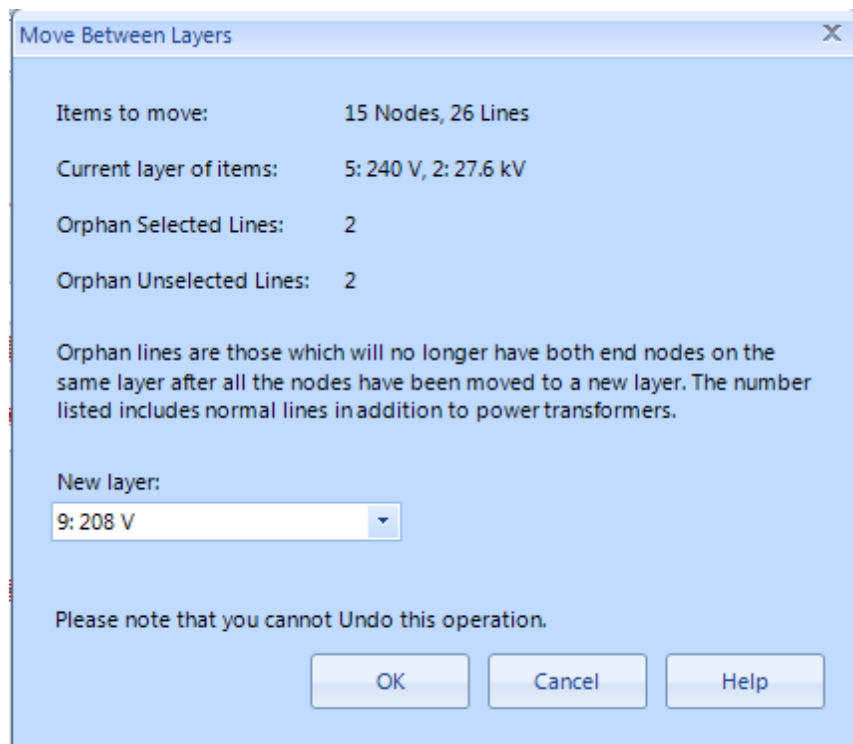 Move Between Layers
Items to move: 15 Nodes, 26 Lines
Current layer of items: 5: 240 V, 2: 27.6 kV
Orphan Selected Lines: 2
Orphan Unselected Lines: 2
Orphan lines are those which will no longer have both end nodes on the
same layer after all the nodes have been moved to a new layer. The number
listed includes normal lines in addition to power transformers.
New layer:
9: 208 V
Please note that you cannot Undo this operation.
OK Cancel Help